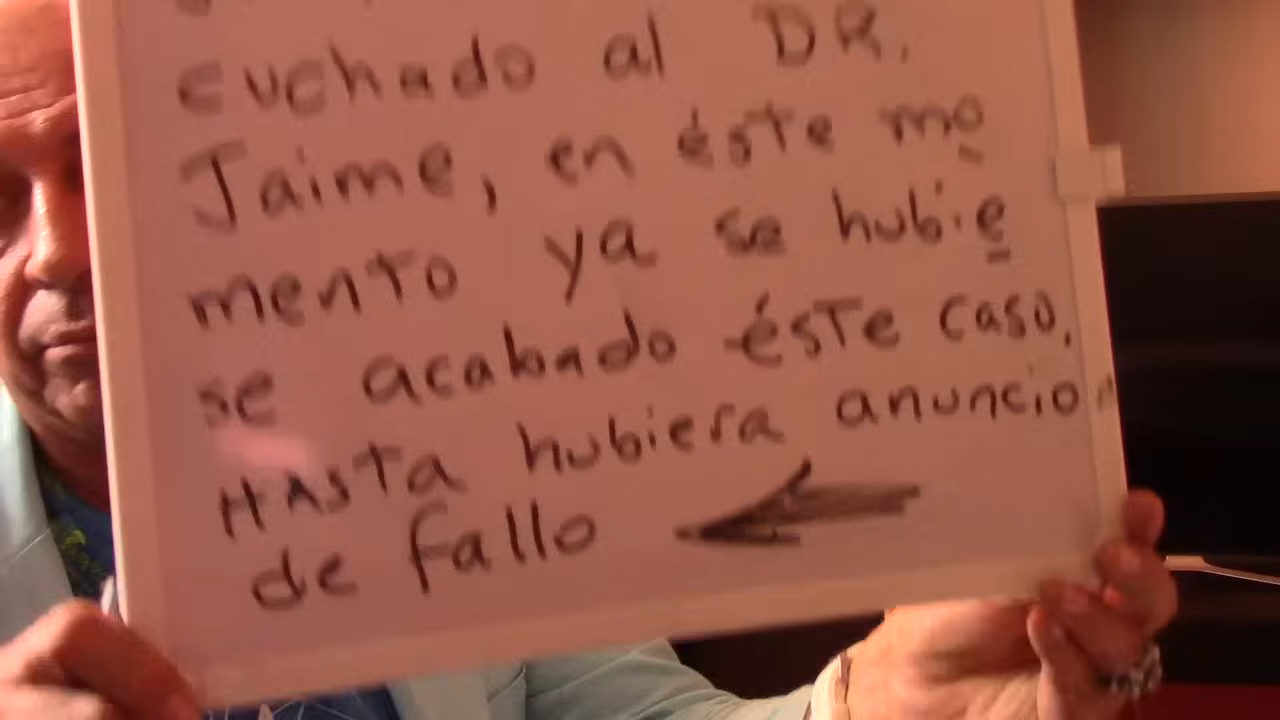 cuchado al DR.
Jaime, en éste mo
mento ya se hubie
se acabado éste caso,
HASTA hubiera anuncio
de fallo